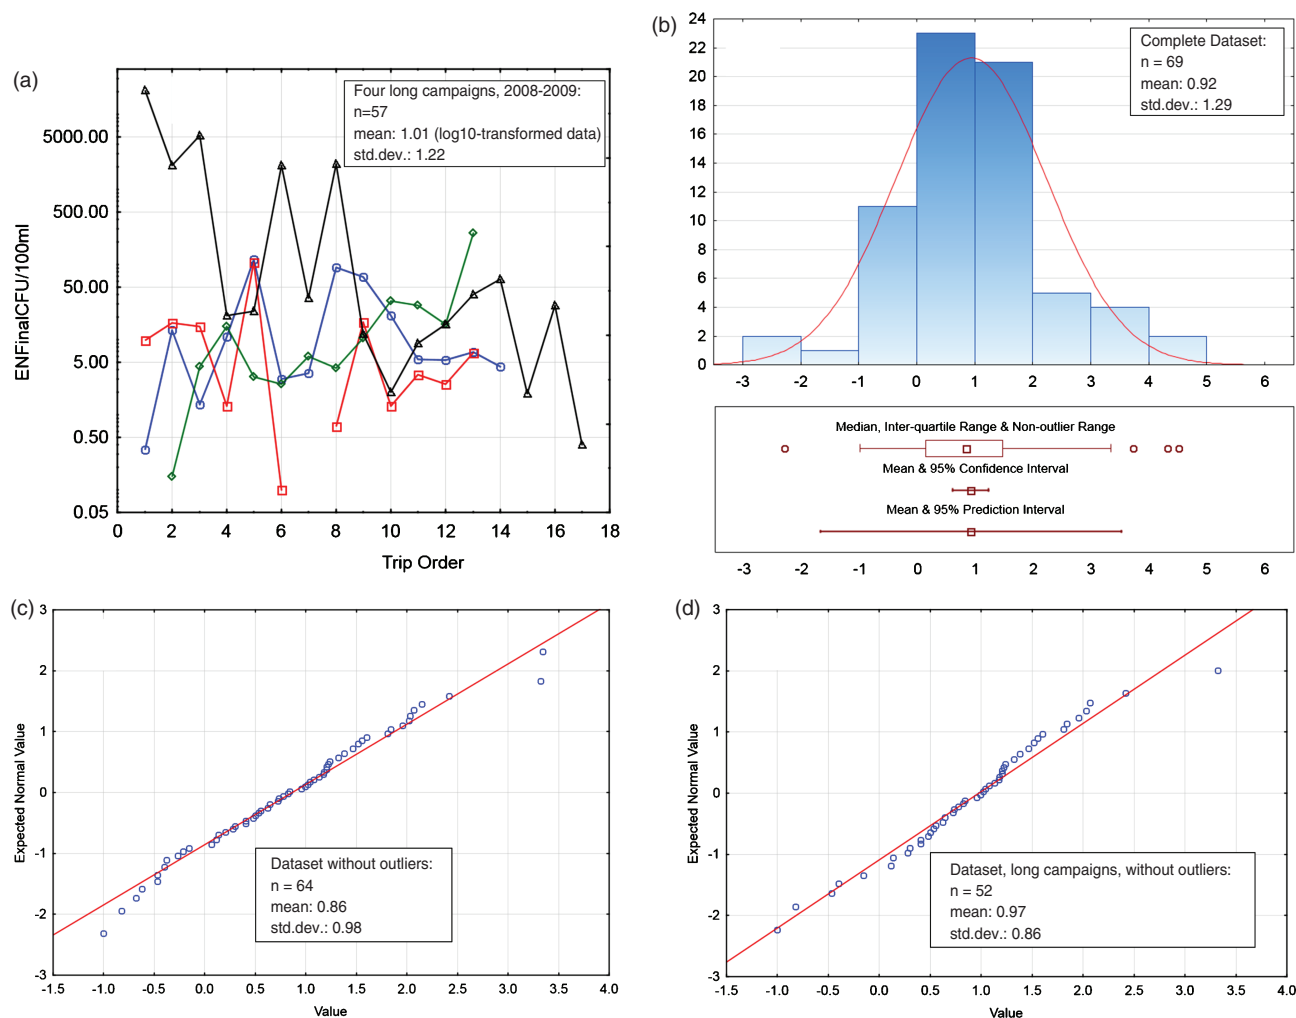 (a)
Four long campaigns, 2008-2009:
n=57
mean: 1.01 (log10-transformed data)
std.dev.: 1.22
ENFinalCFU/100ml
5000.00
500.00
50.00
5.00
0.50
0.05
0 2 4 6 8 10 12 14 16 18
Trip Order
(b)
Complete Dataset:
n = 69
mean: 0.92
std.dev.: 1.29
24
22
20
18
16
14
12
10
8
6
4
2
0
-3 -2 -1 0 1 2 3 4 5 6
Median, Inter-quartile Range & Non-outlier Range
Mean & 95% Confidence Interval
Mean & 95% Prediction Interval
-3 -2 -1 0 1 2 3 4 5 6
(c)
Expected Normal Value
3
2
1
0
-1
-2
-3
Dataset without outliers:
n = 64
mean: 0.86
std.dev.: 0.98
-1.5 -1.0 -0.5 0.0 0.5 1.0 1.5 2.0 2.5 3.0 3.5 4.0
Value
(d)
Expected Normal Value
3
2
1
0
-1
-2
-3
Dataset, long campaigns, without outliers:
n = 52
mean: 0.97
std.dev.: 0.86
-1.5 -1.0 -0.5 0.0 0.5 1.0 1.5 2.0 2.5 3.0 3.5 4.0
Value